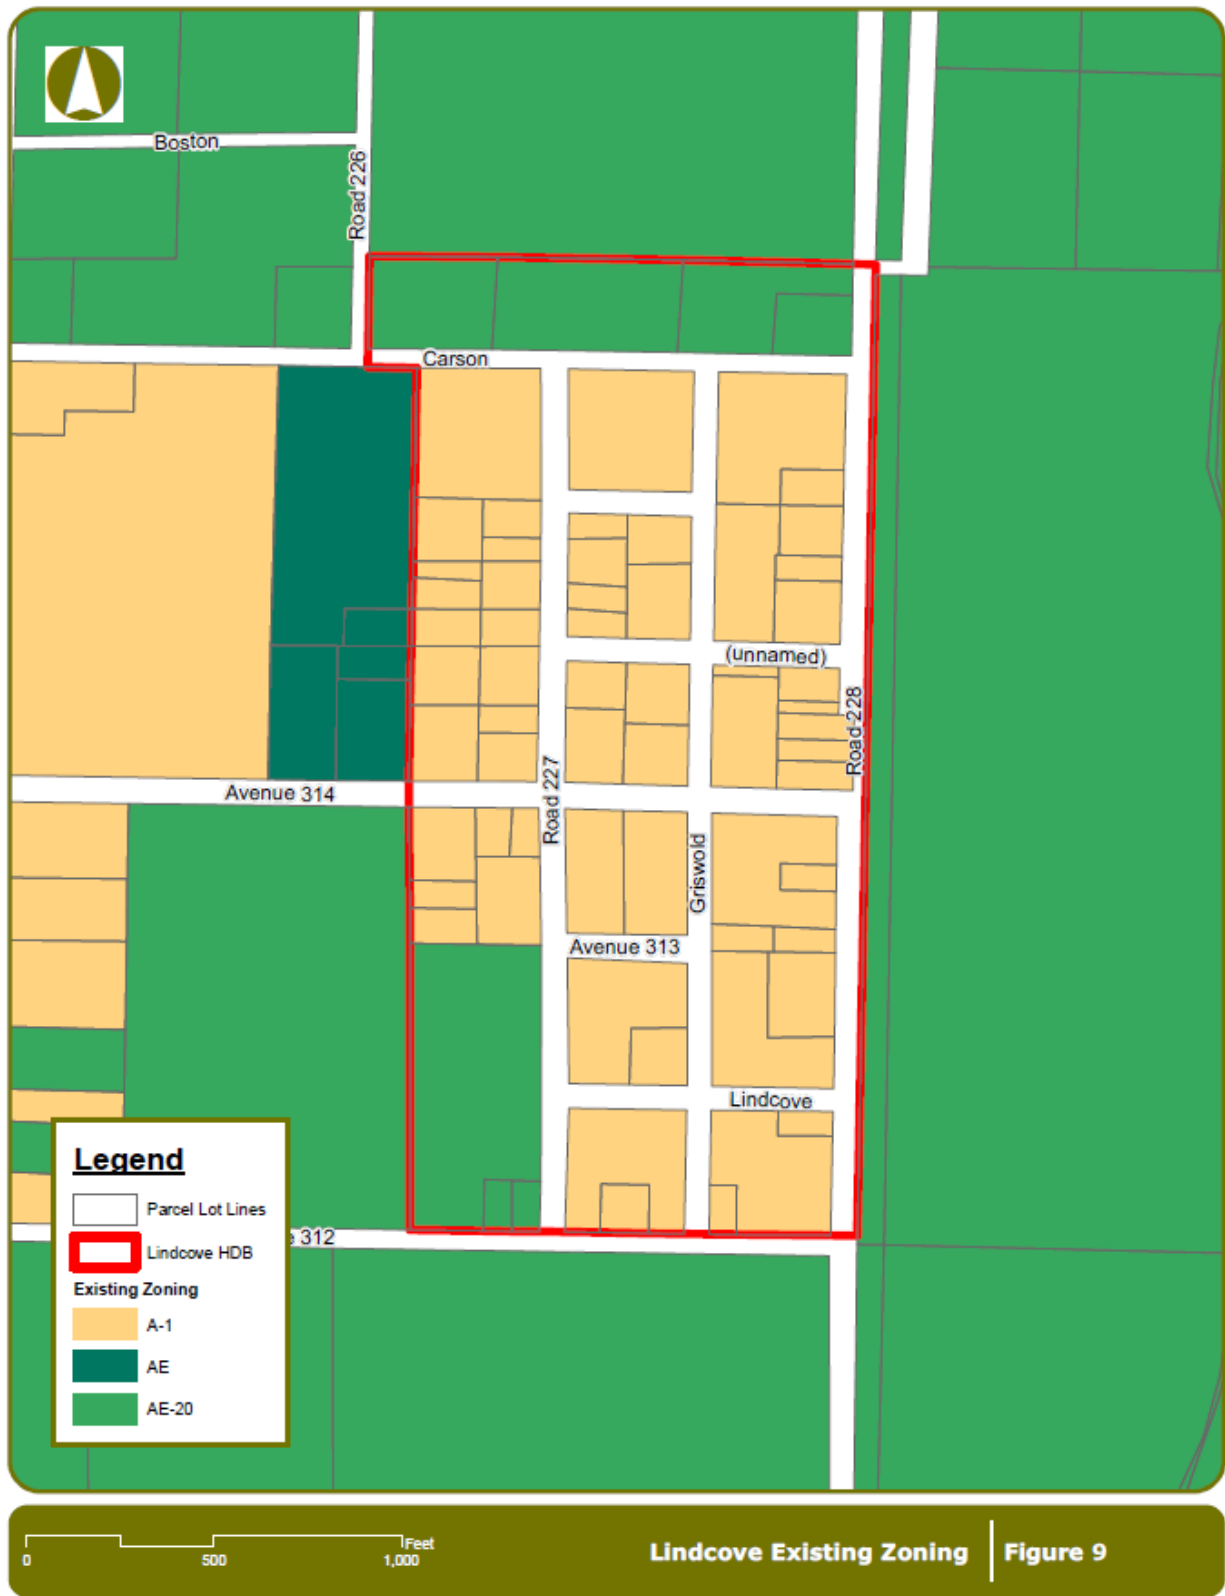 Boston
Road 226
Carson
(unnamed)
Road 228
Avenue 314
Road 227
Griswold
Avenue 313
Lindcove
Legend
Parcel Lot Lines
Lindcove HDB
Existing Zoning
A-1
AE
AE-20
e 312
0
500
1,000
Feet
Lindcove Existing Zoning
Figure 9